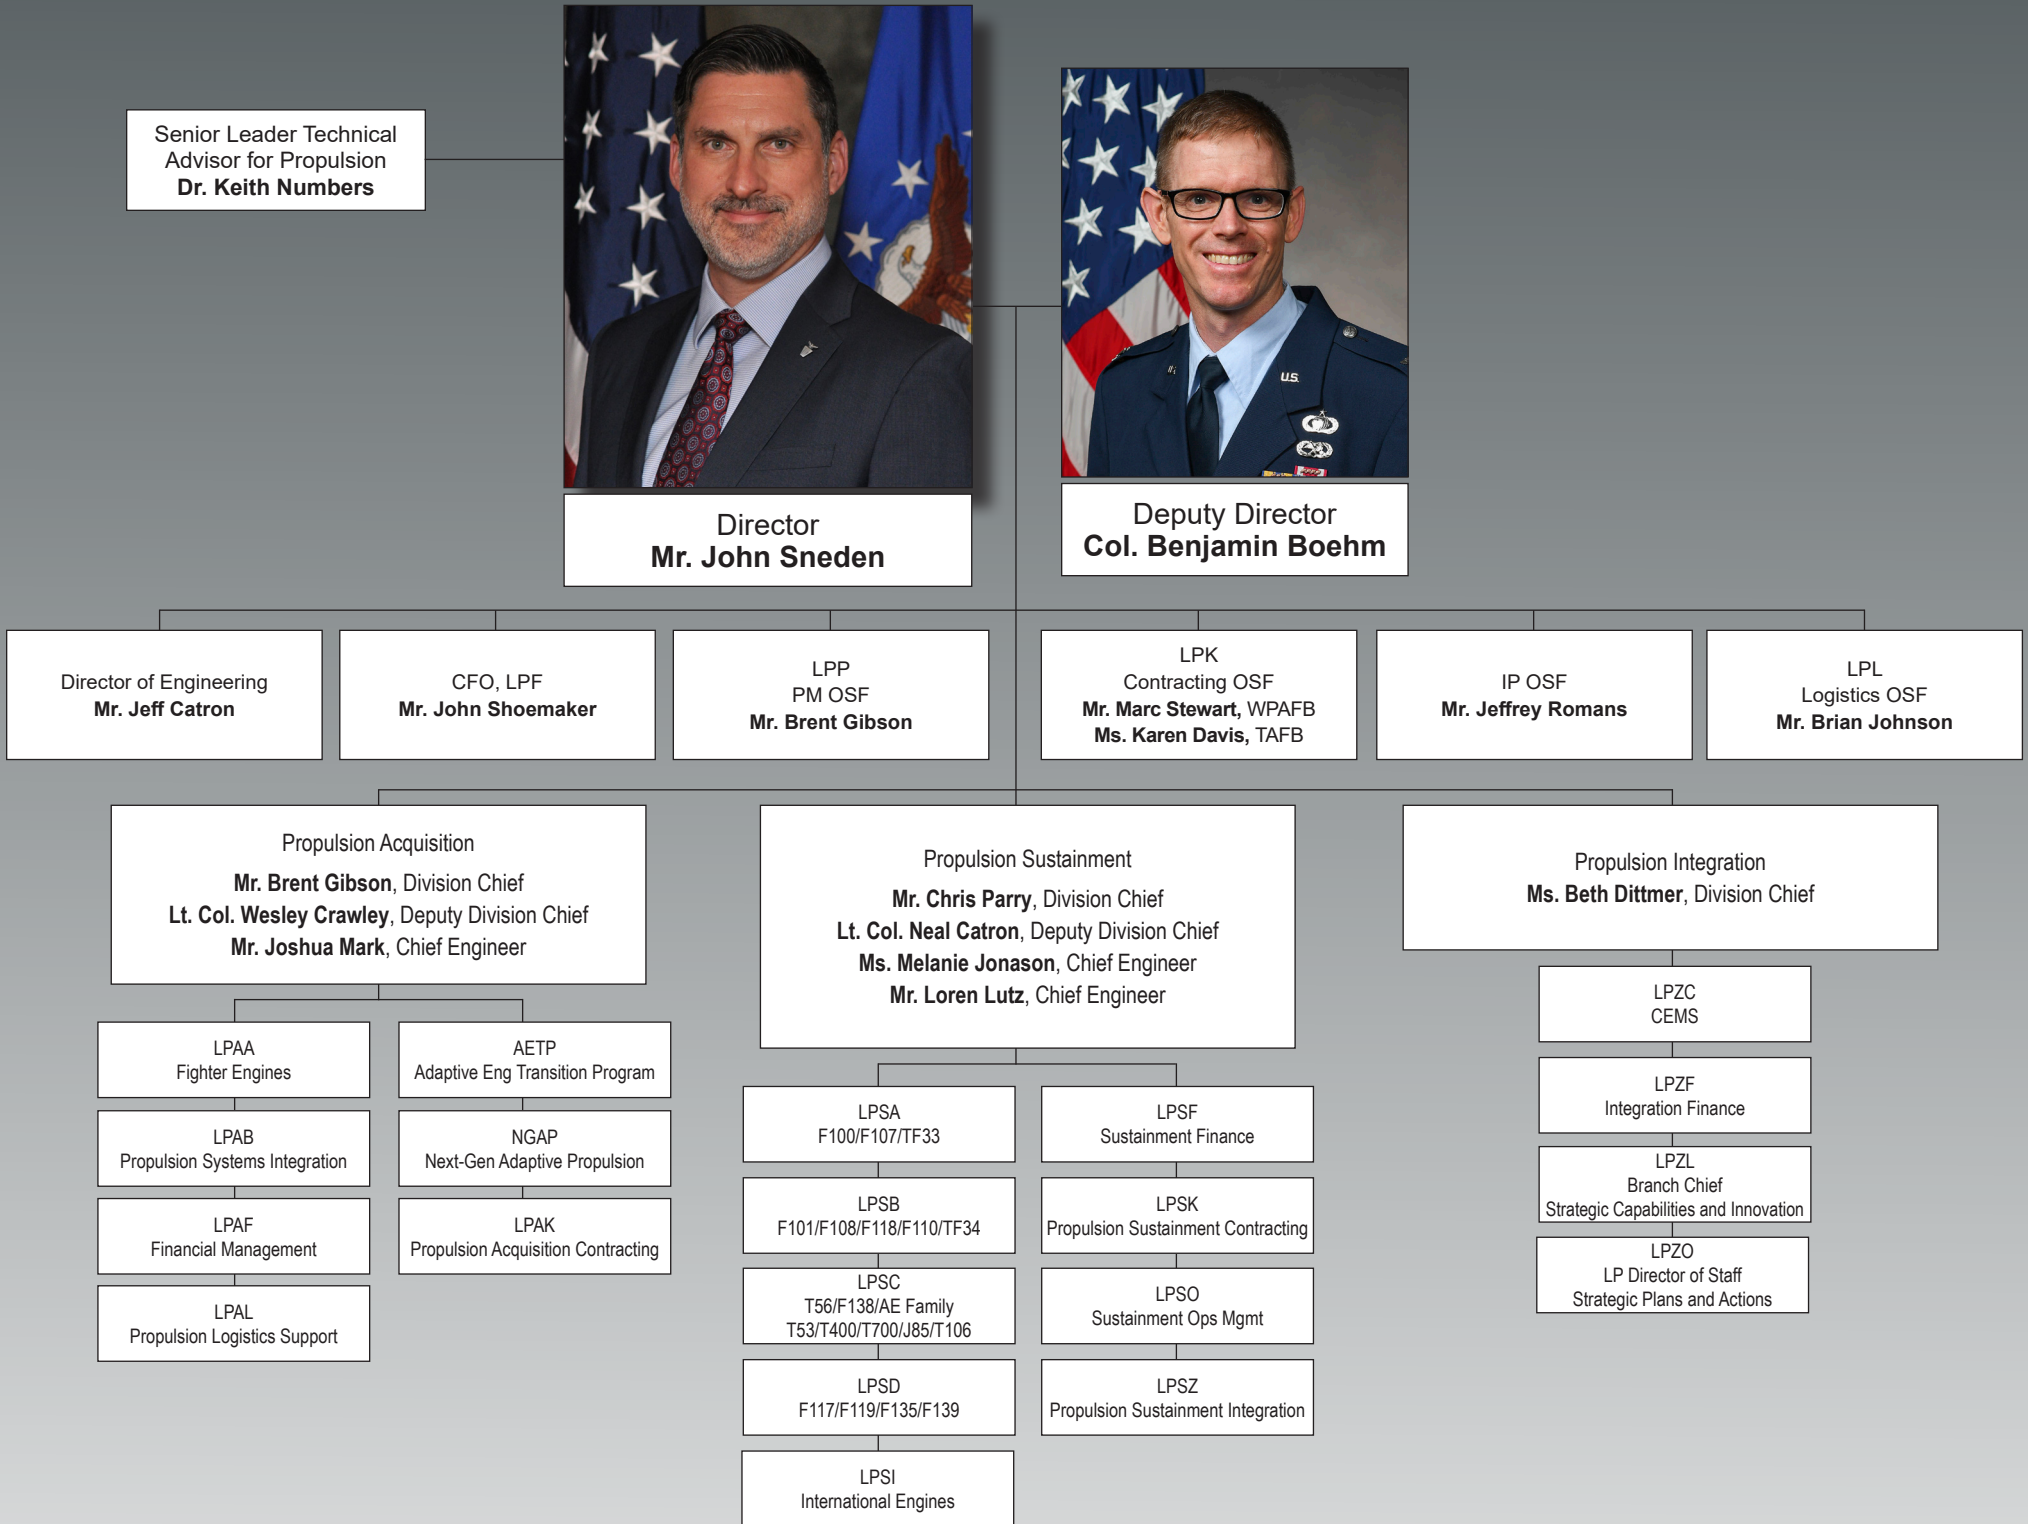 Senior Leader Technical
Advisor for Propulsion
Dr. Keith Numbers
U.S.
Director
Mr. John Sneden
Deputy Director
Col. Benjamin Boehm
Director of Engineering
Mr. Jeff Catron
CFO, LPF
Mr. John Shoemaker
LPP
PM OSF
Mr. Brent Gibson
LPK
Contracting OSF
Mr. Marc Stewart, WPAFB
Ms. Karen Davis, TAFB
IP OSF
Mr. Jeffrey Romans
LPL
Logistics OSF
Mr. Brian Johnson
Propulsion Acquisition
Mr. Brent Gibson, Division Chief
Lt. Col. Wesley Crawley, Deputy Division Chief
Mr. Joshua Mark, Chief Engineer
LPAA
Fighter Engines
LPAB
Propulsion Systems Integration
LPAF
Financial Management
LPAL
Propulsion Logistics Support
AETP
Adaptive Eng Transition Program
NGAP
Next-Gen Adaptive Propulsion
LPAK
Propulsion Acquisition Contracting
Propulsion Sustainment
Mr. Chris Parry, Division Chief
Lt. Col. Neal Catron, Deputy Division Chief
Ms. Melanie Jonason, Chief Engineer
Mr. Loren Lutz, Chief Engineer
LPSA
F100/F107/TF33
LPSB
F101/F108/F118/F110/TF34
LPSC
T56/F138/AE Family
T53/T400/T700/J85/T106
LPSD
F117/F119/F135/F139
LPSI
International Engines
LPSF
Sustainment Finance
LPSK
Propulsion Sustainment Contracting
LPSO
Sustainment Ops Mgmt
LPSZ
Propulsion Sustainment Integration
Propulsion Integration
Ms. Beth Dittmer, Division Chief
LPZC
CEMS
LPZF
Integration Finance
LPZL
Branch Chief
Strategic Capabilities and Innovation
LPZO
LP Director of Staff
Strategic Plans and Actions